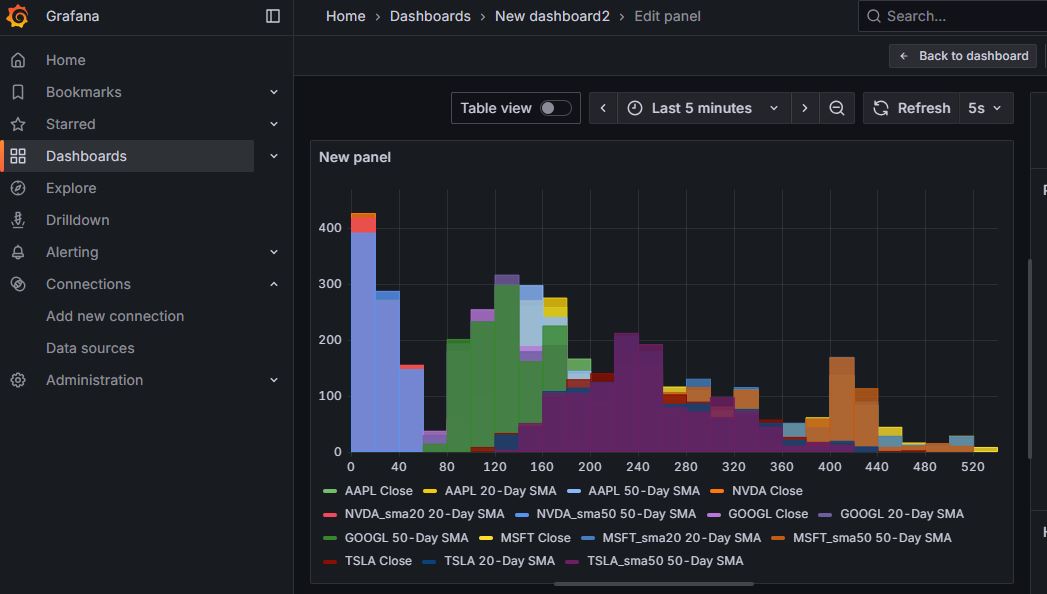 Grafana
Home › Dashboards › New dashboard2 › Edit panel
Search...
Back to dashboard
Home
Bookmarks
Starred
Dashboards
Explore
Drilldown
Alerting
Connections
Add new connection
Data sources
Administration
Table view
Last 5 minutes
Refresh
5s
New panel
400
300
200
100
0
0 40 80 120 160 200 240 280 320 360 400 440 480 520
AAPL Close AAPL 20-Day SMA AAPL 50-Day SMA NVDA Close
NVDA_sma20 20-Day SMA NVDA_sma50 50-Day SMA GOOGL Close GOOGL 20-Day SMA
GOOGL 50-Day SMA MSFT Close MSFT_sma20 20-Day SMA MSFT_sma50 50-Day SMA
TSLA Close TSLA 20-Day SMA TSLA_sma50 50-Day SMA